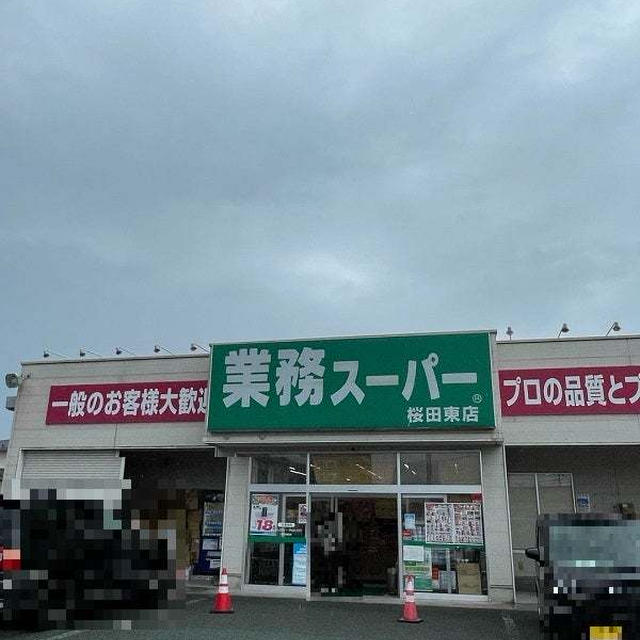 一般のお客様大歓迎
業務スーパー
®
桜田東店
プロの品質とプ
18